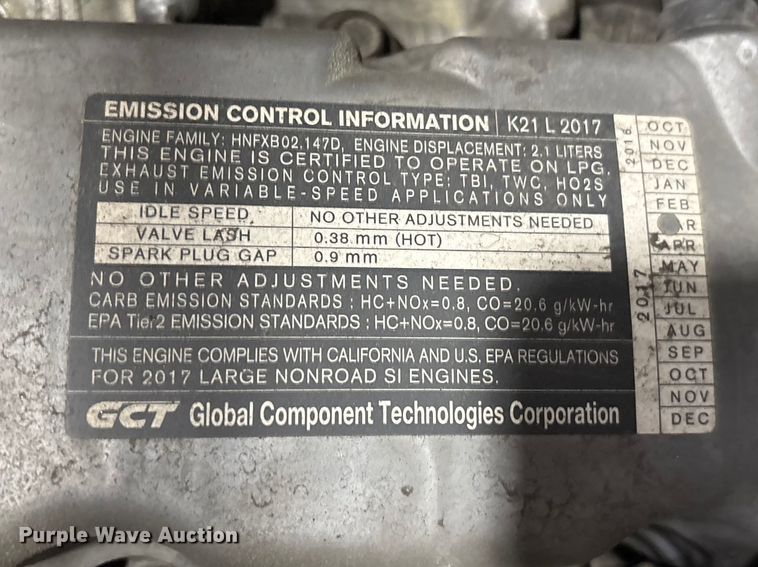 EMISSION CONTROL INFORMATION K21 L 2017
ENGINE FAMILY: HNFXB02.147D, ENGINE DISPLACEMENT: 2.1 LITERS
THIS ENGINE IS CERTIFIED TO OPERATE ON LPG.
EXHAUST EMISSION CONTROL TYPE: TBI, TWC, HO2S
USE IN VARIABLE-SPEED APPLICATIONS ONLY
IDLE SPEED NO OTHER ADJUSTMENTS NEEDED
VALVE LASH 0.38 mm (HOT)
SPARK PLUG GAP 0.9 mm
NO OTHER ADJUSTMENTS NEEDED.
CARB EMISSION STANDARDS : HC+NOx=0.8, CO=20.6 g/kW-hr
EPA Tier2 EMISSION STANDARDS : HC+NOx=0.8, CO=20.6 g/kW-hr
THIS ENGINE COMPLIES WITH CALIFORNIA AND U.S. EPA REGULATIONS
FOR 2017 LARGE NONROAD SI ENGINES.
GCT Global Component Technologies Corporation
2016
OCT
NOV
DEC
2017
JAN
FEB
APR
MAY
JUN
JUL
AUG
SEP
OCT
NOV
DEC
Purple Wave Auction